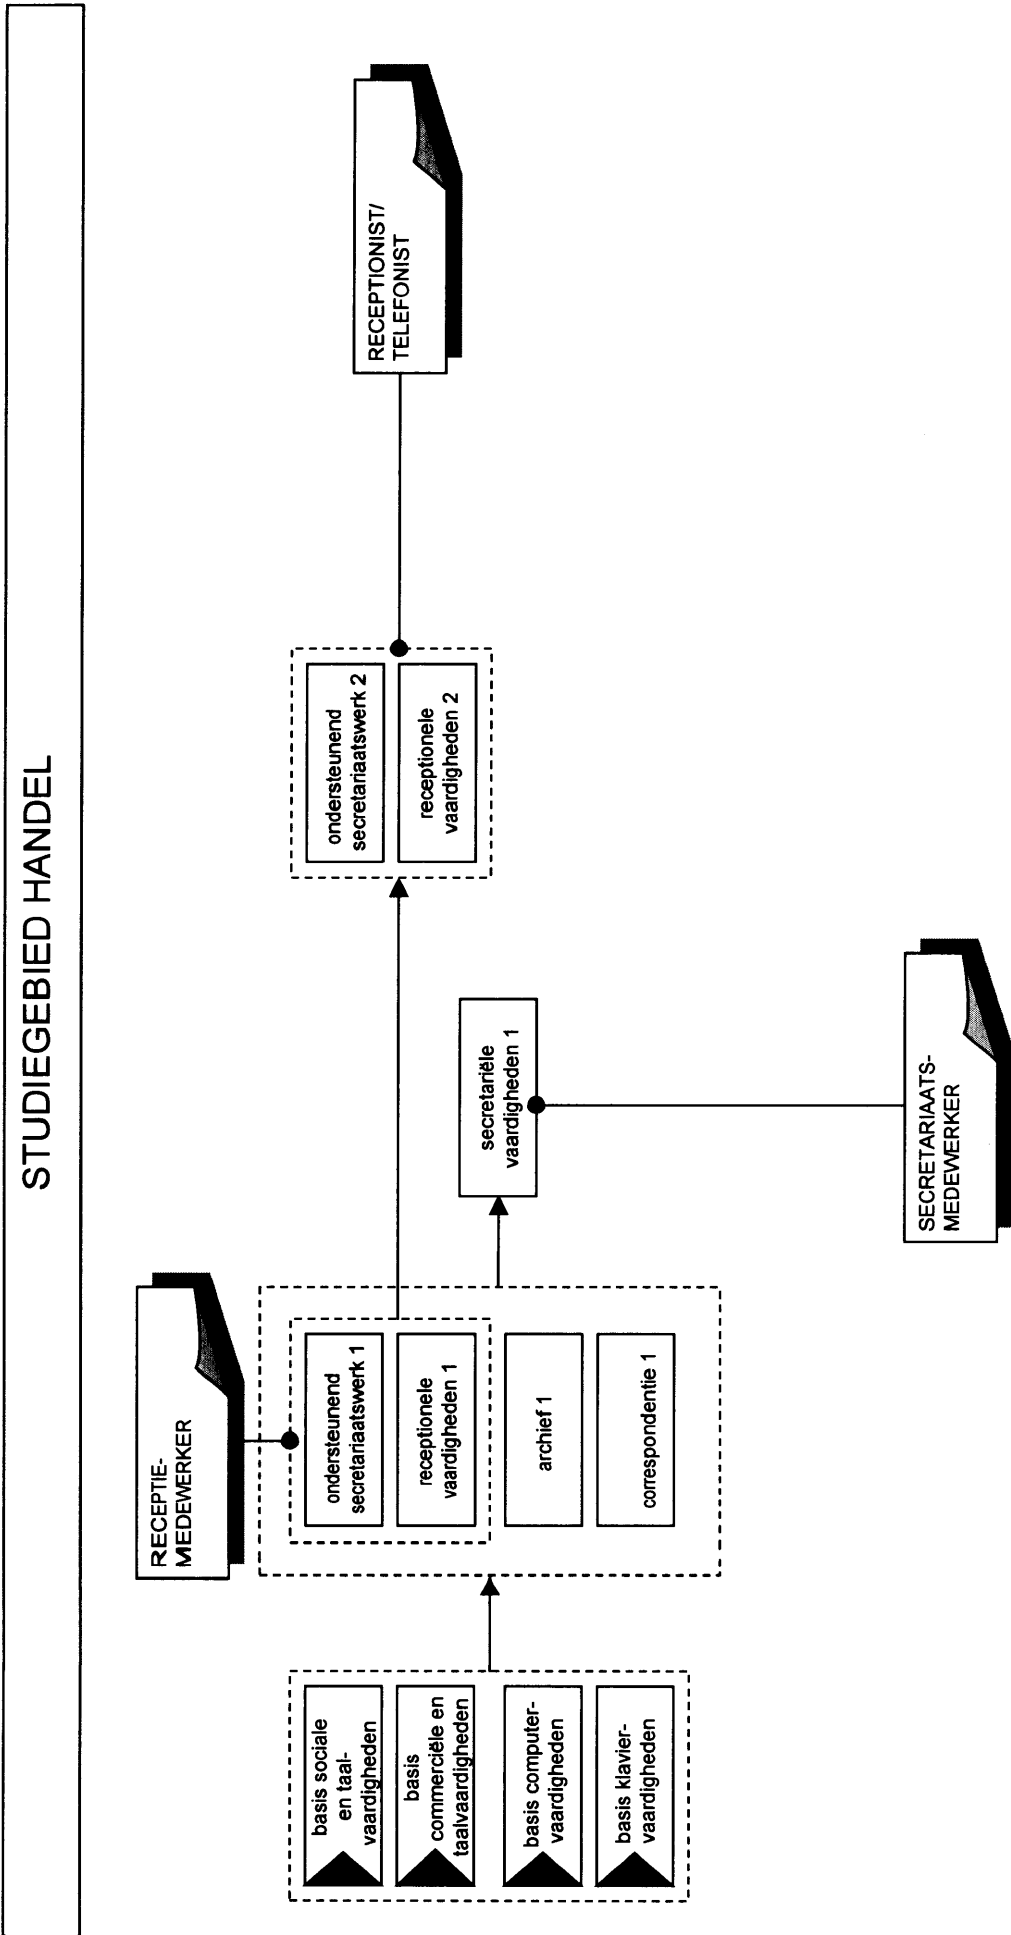 STUDIEGEBIED HANDEL
RECEPTIE-
MEDEWERKER
RECEPTIONIST/
TELEFONIST
basis sociale
en taal-
vaardigheden
basis
commerciële en
taalvaardigheden
basis computer-
vaardigheden
basis klavier-
vaardigheden
ondersteunend
secretariaatswerk 1
receptionele
vaardigheden 1
archief 1
correspondentie 1
secretariële
vaardigheden 1
ondersteunend
secretariaatswerk 2
receptionele
vaardigheden 2
SECRETARIAATS-
MEDEWERKER